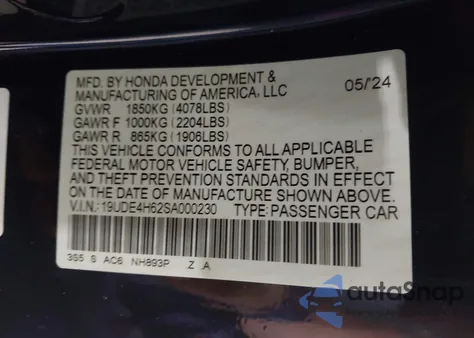 MFD. BY HONDA DEVELOPMENT &
MANUFACTURING OF AMERICA, LLC 05/24
GVWR 1850KG (4078LBS)
GAWR F 1000KG (2204LBS)
GAWR R 865KG (1906LBS)
THIS VEHICLE CONFORMS TO ALL APPLICABLE
FEDERAL MOTOR VEHICLE SAFETY, BUMPER,
AND THEFT PREVENTION STANDARDS IN EFFECT
ON THE DATE OF MANUFACTURE SHOWN ABOVE.
V.I.N.: 19UDE4H62SA000230 TYPE: PASSENGER CAR
3S5 S AC6 NH893P Z A
autoSnap